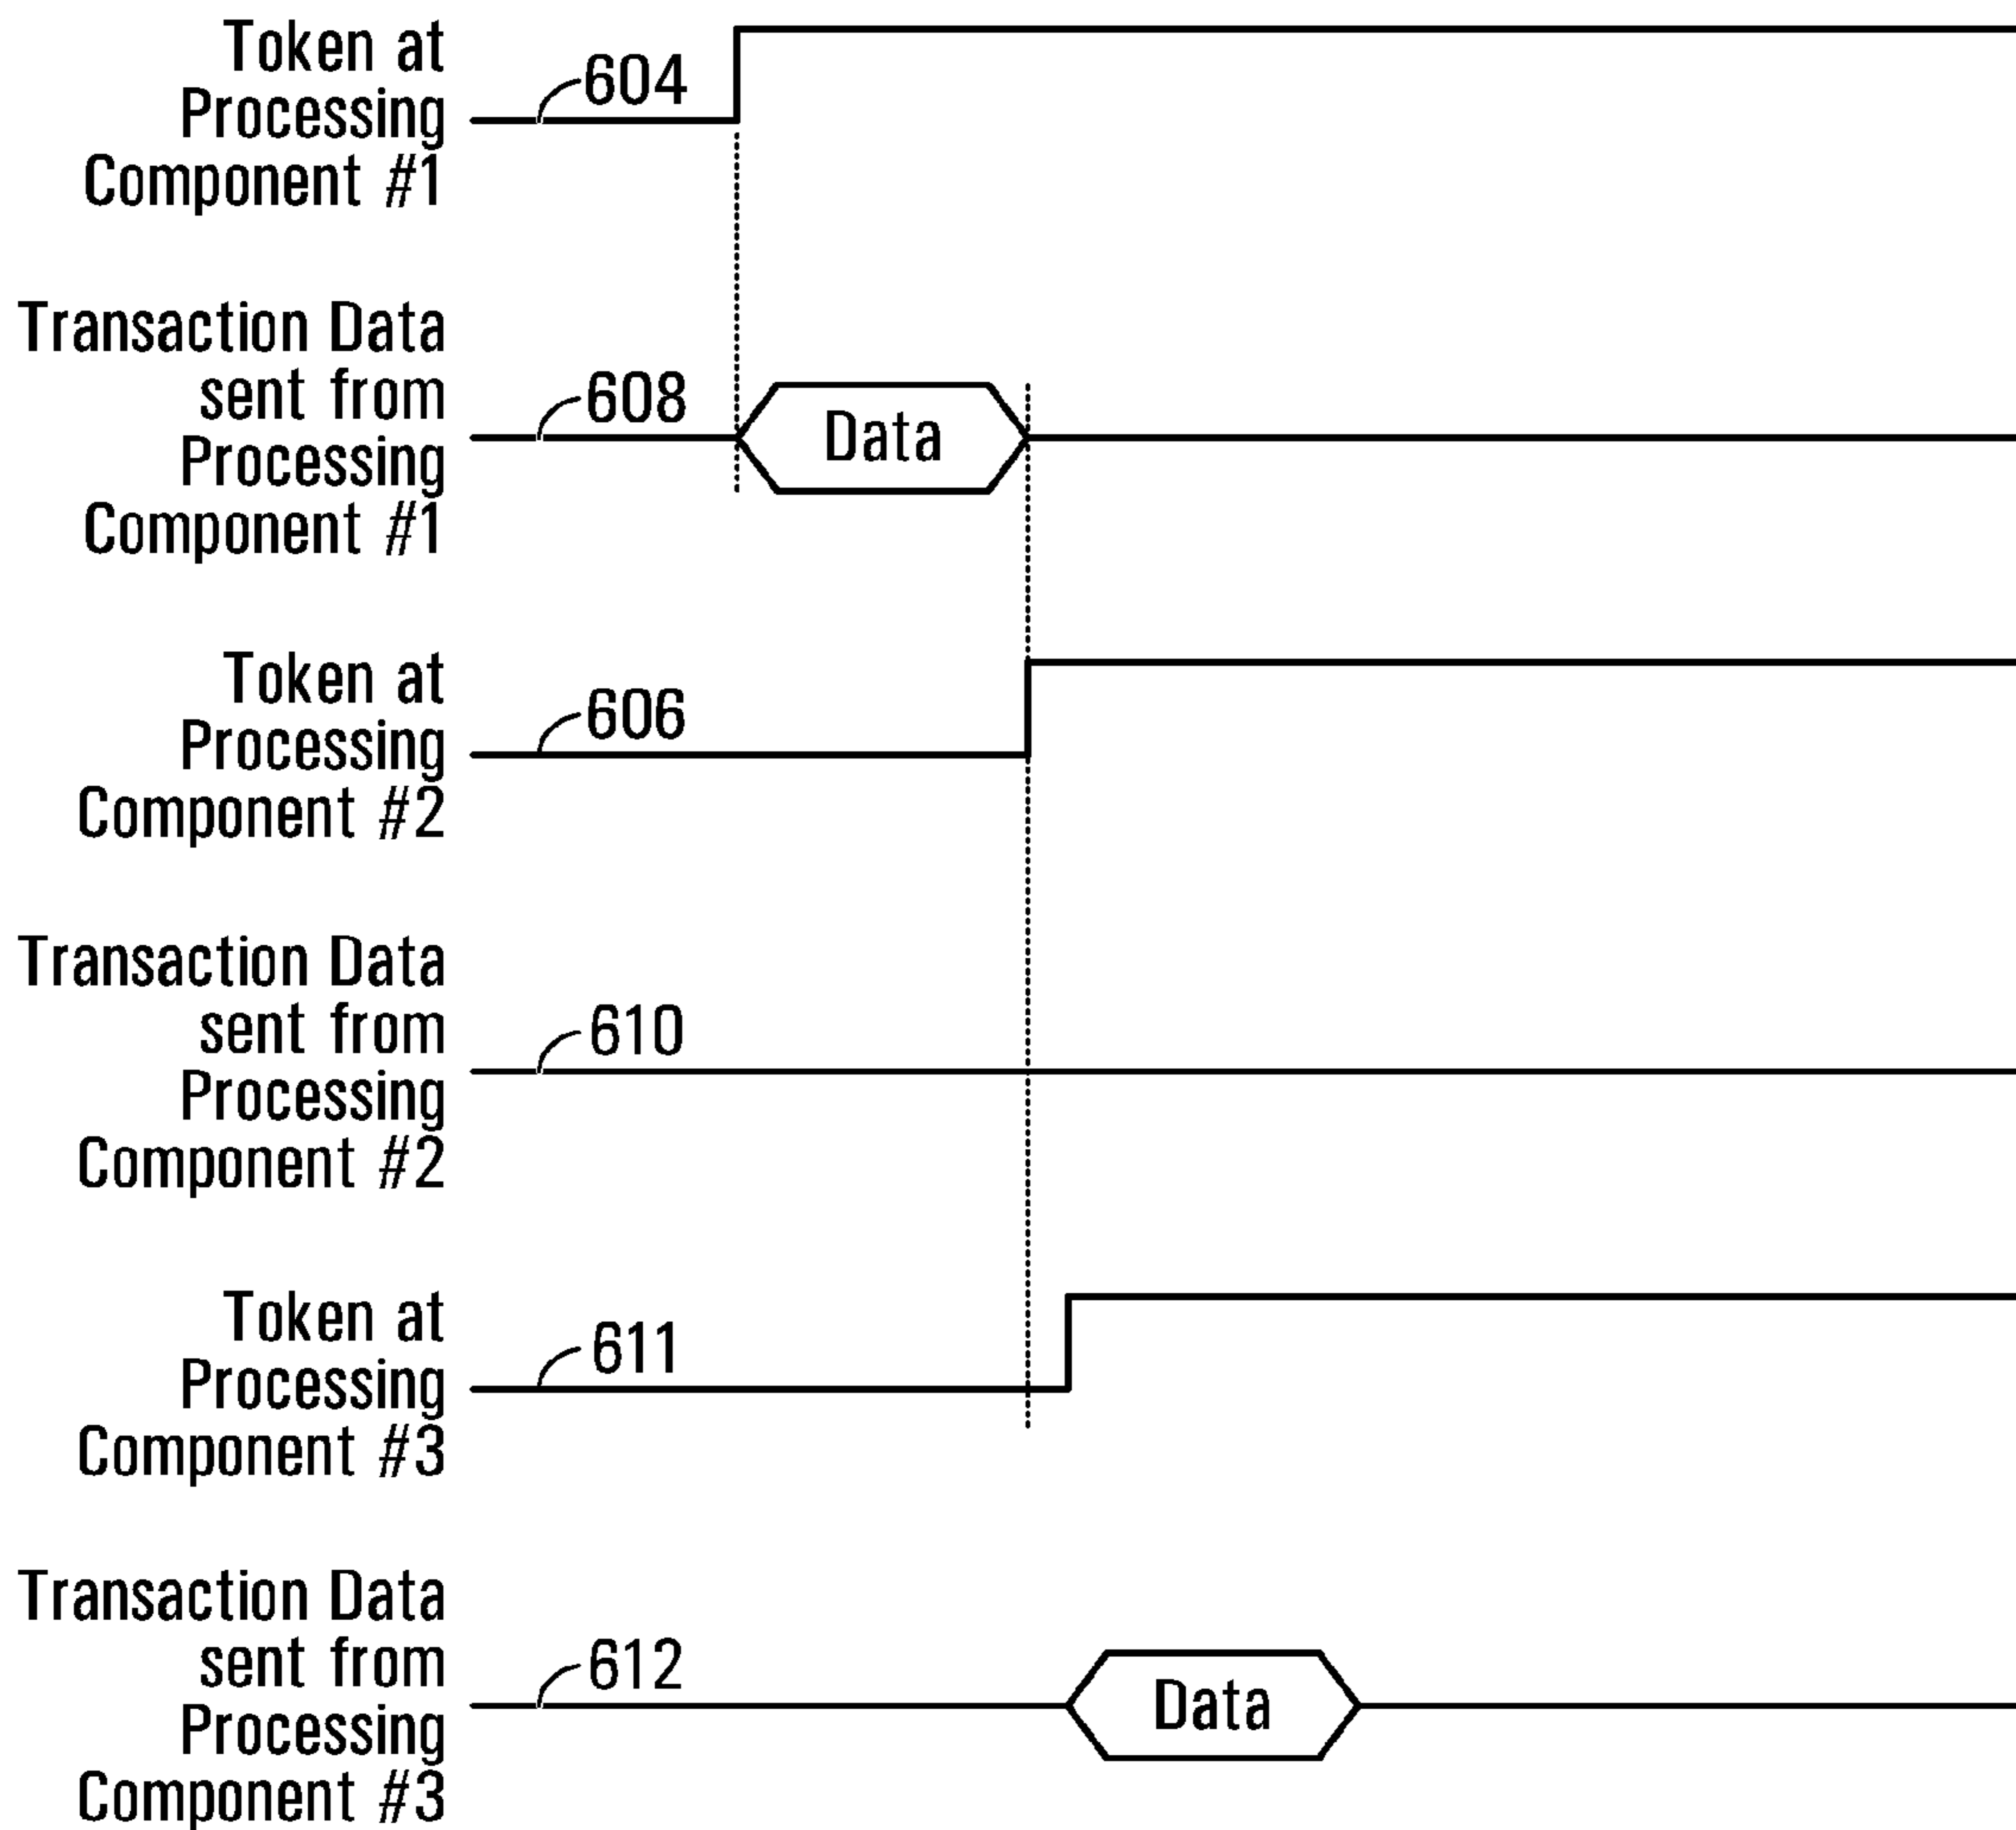 Token at
Processing
Component #1
604
Transaction Data
sent from
Processing
Component #1
608
Data
Token at
Processing
Component #2
606
Transaction Data
sent from
Processing
Component #2
610
Token at
Processing
Component #3
611
Transaction Data
sent from
Processing
Component #3
612
Data